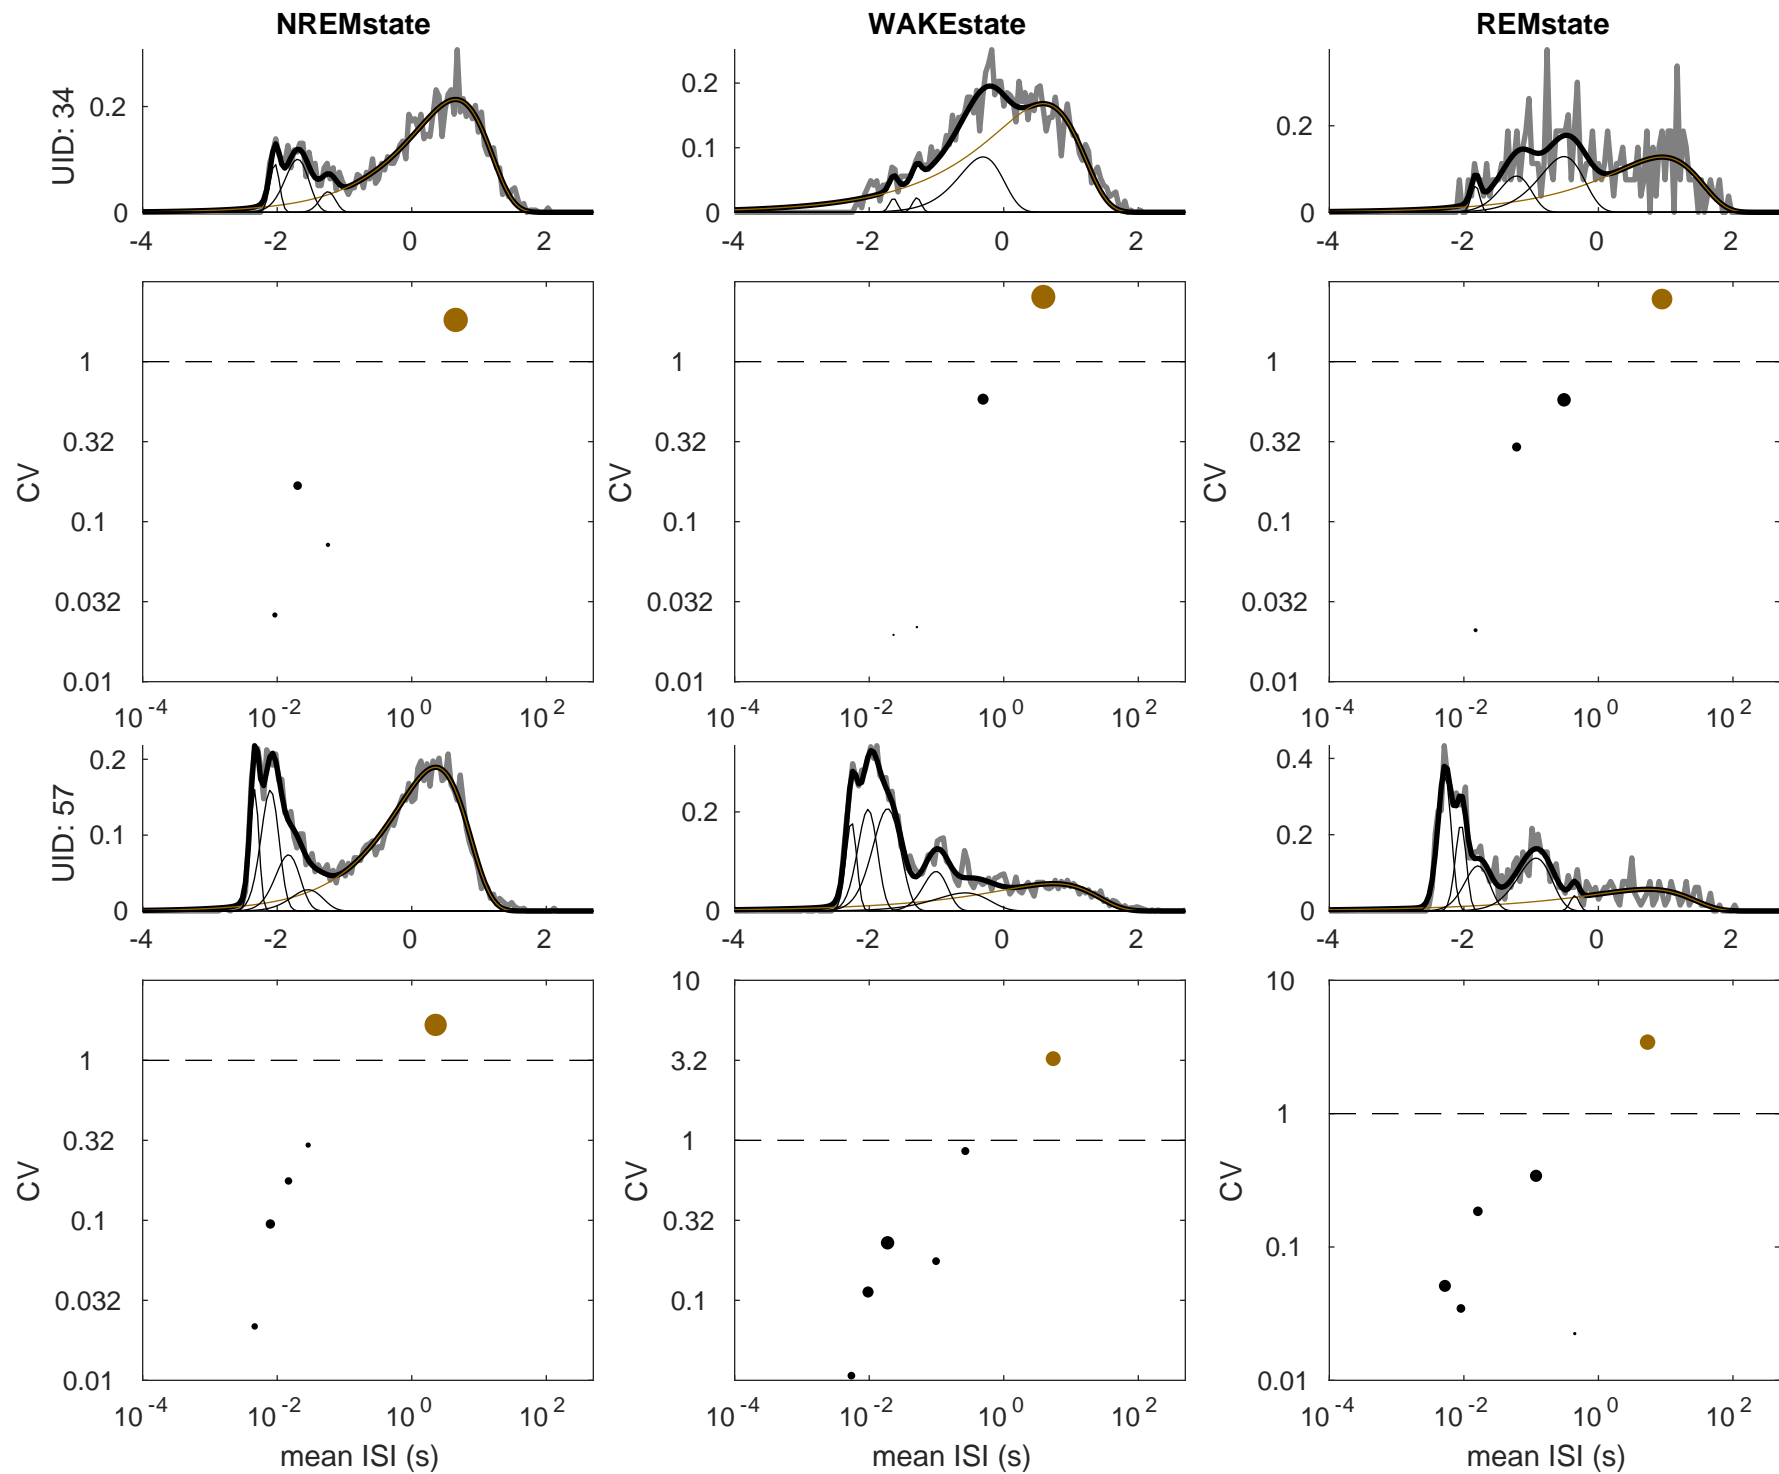 NREMstate WAKEstate REMstate
UID: 34
0.2 0.2 0.2
0.1
0 0 0
-4 -2 0 2 -4 -2 0 2 -4 -2 0 2
CV CV CV
1 1 1
0.32 0.32 0.32
0.1 0.1 0.1
0.032 0.032 0.032
0.01 0.01 0.01
10^-4 10^-2 10^0 10^2 10^-4 10^-2 10^0 10^2 10^-4 10^-2 10^0 10^2
UID: 57
0.2 0.4
0.1 0.2 0.2
0 0 0
-4 -2 0 2 -4 -2 0 2 -4 -2 0 2
CV CV CV
10 10
1 3.2 1
0.32 1
0.1 0.32 0.1
0.032 0.1
0.01 0.01
10^-4 10^-2 10^0 10^2 10^-4 10^-2 10^0 10^2 10^-4 10^-2 10^0 10^2
mean ISI (s) mean ISI (s) mean ISI (s)